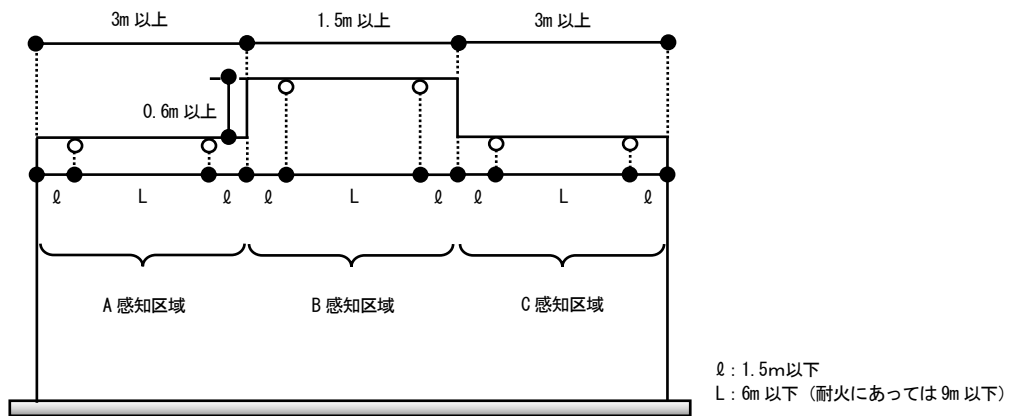 3m 以上
1.5m 以上
3m 以上
0.6m 以上
ℓ
L
ℓ
ℓ
L
ℓ
ℓ
L
ℓ
A 感知区域
B 感知区域
C 感知区域
ℓ：1.5m以下
L：6m 以下（耐火にあっては 9m 以下）